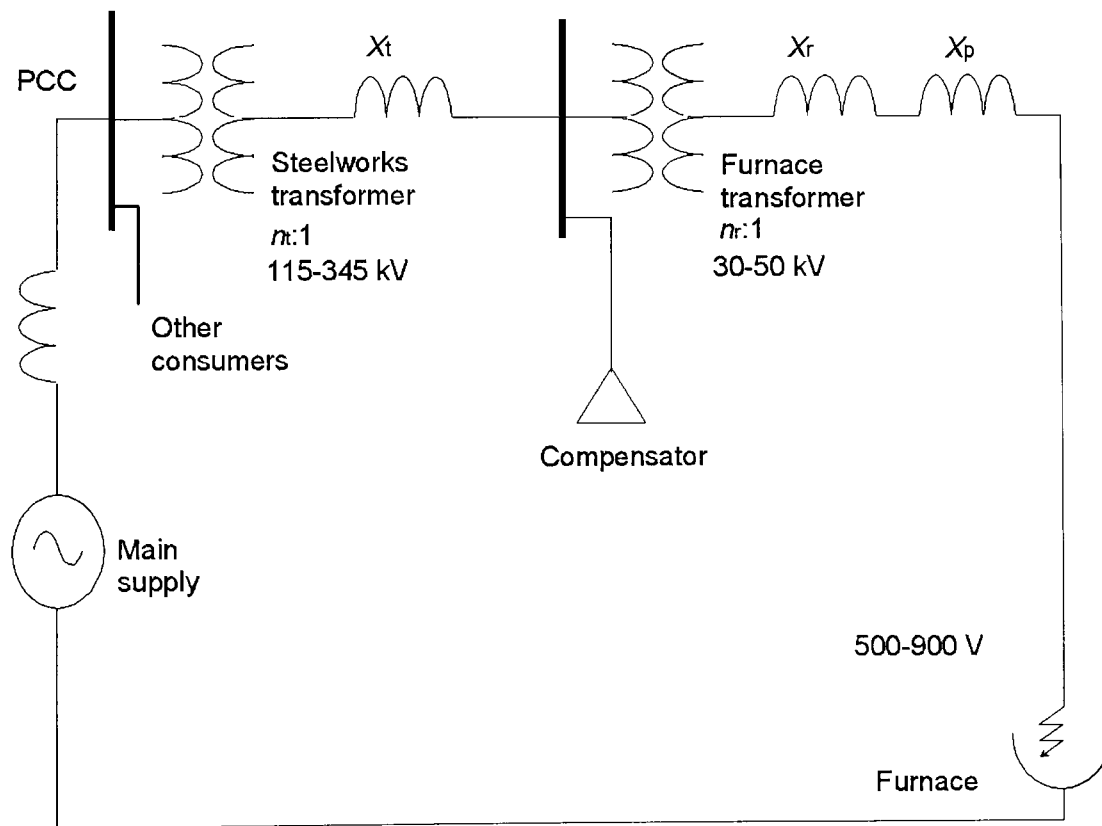 PCC
Xt
Xr
Xp
Steelworks
transformer
nt:1
115-345 kV
Furnace
transformer
nr:1
30-50 kV
Other
consumers
Compensator
Main
supply
500-900 V
Furnace